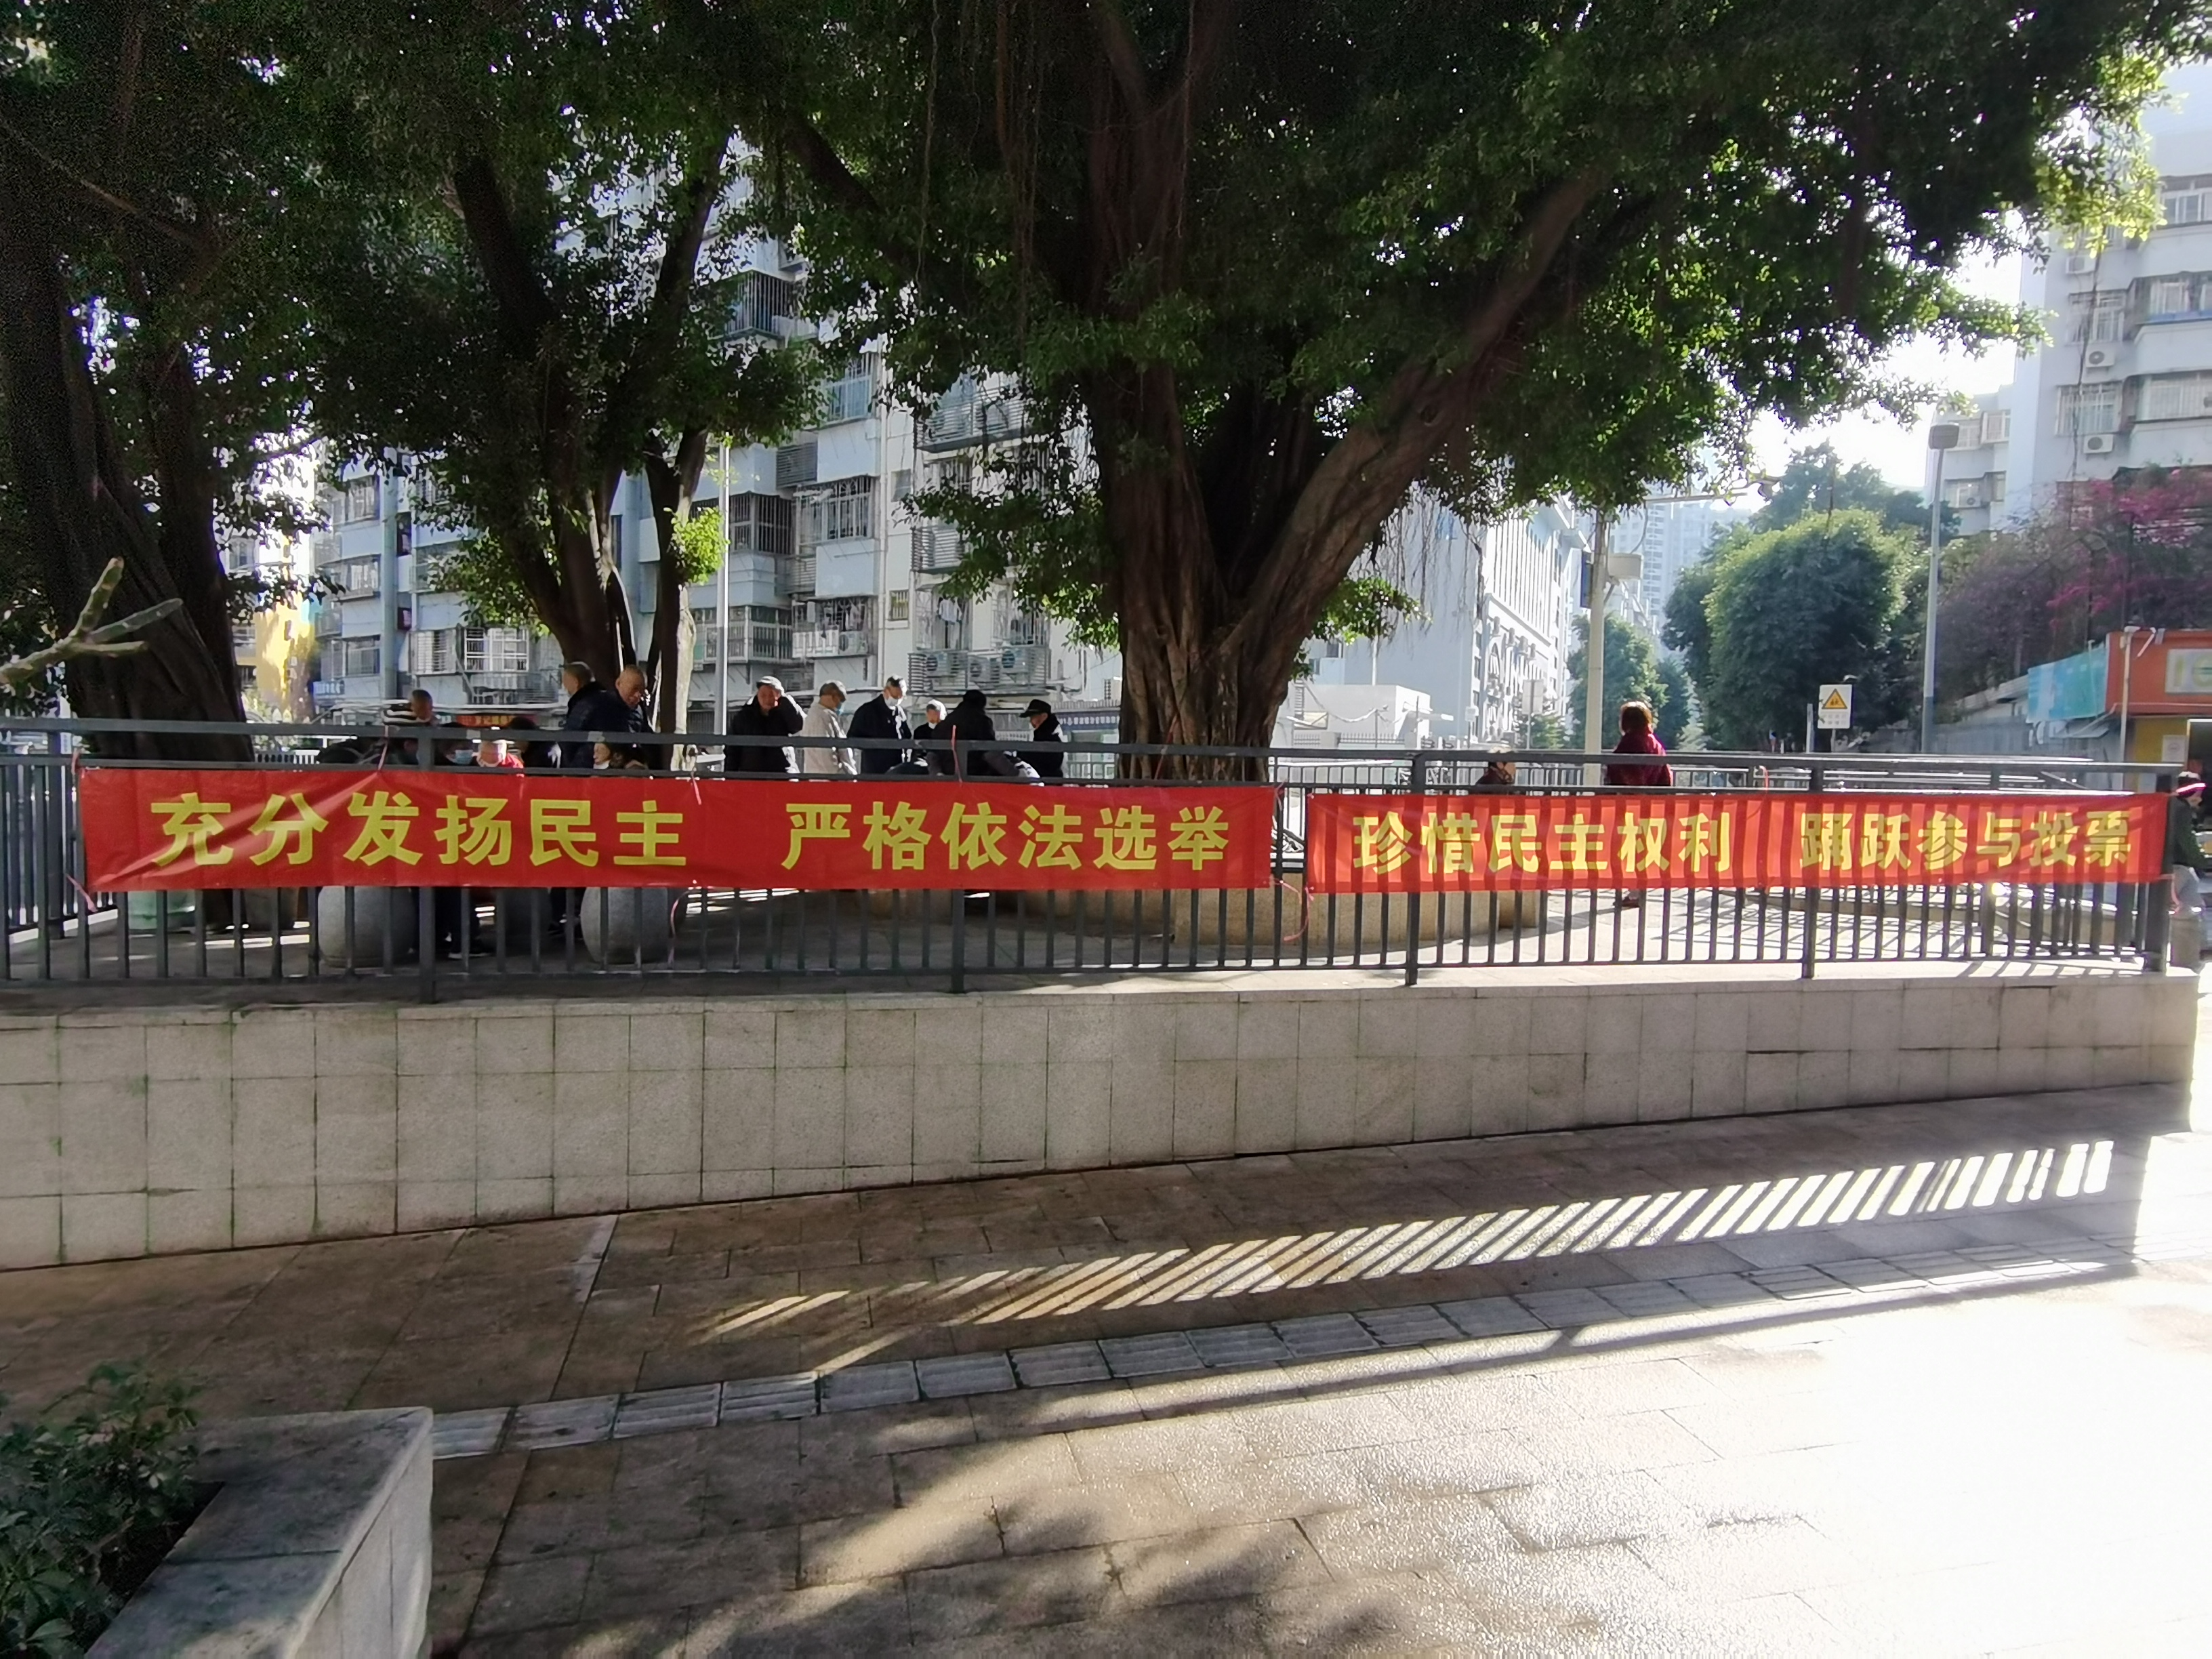 充分发扬民主 严格依法选举
珍惜民主权利 踊跃参与投票